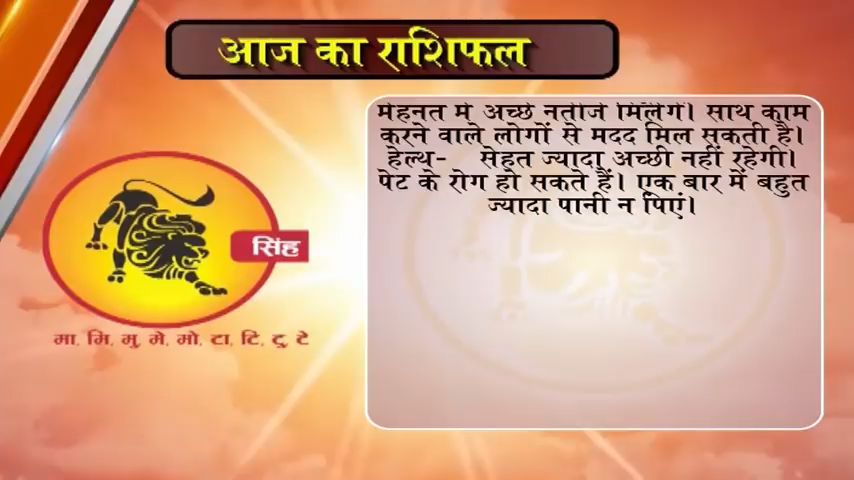 आज का राशिफल
मेहनत में अच्छे नतीजे मिलेंगे। साथ काम
करने वाले लोगों से मदद मिल सकती है।
हेल्थ- सेहत ज्यादा अच्छी नहीं रहेगी।
पेट के रोग हो सकते हैं। एक बार में बहुत
ज्यादा पानी न पिएं।
सिंह
मा, मि, मु, मे, मो, टा, टि, टु, टे